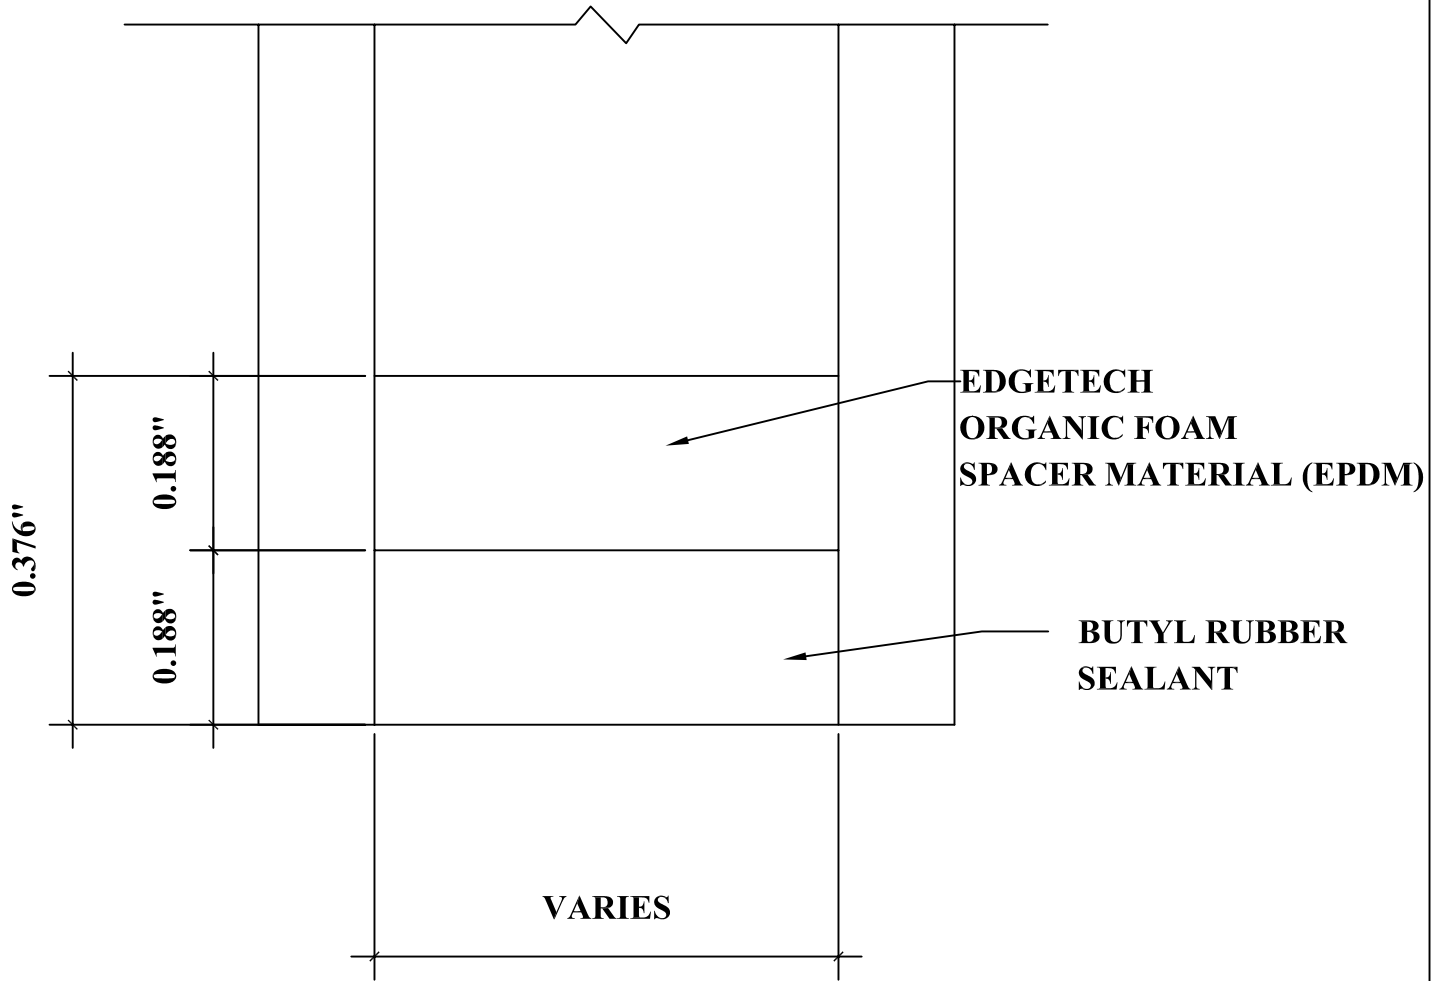 EDGETECH
ORGANIC FOAM
SPACER MATERIAL (EPDM)
0.188"
0.376"
0.188"
BUTYL RUBBER
SEALANT
VARIES